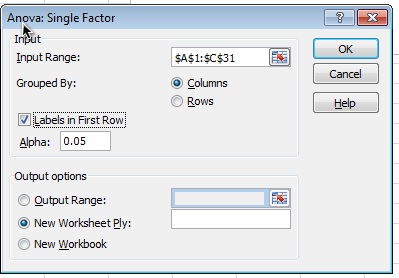 Anova: Single Factor
Input
Input Range: $A$1:$C$31
Grouped By: Columns
Rows
Labels in First Row
Alpha: 0.05
Output options
Output Range:
New Worksheet Ply:
New Workbook
OK
Cancel
Help